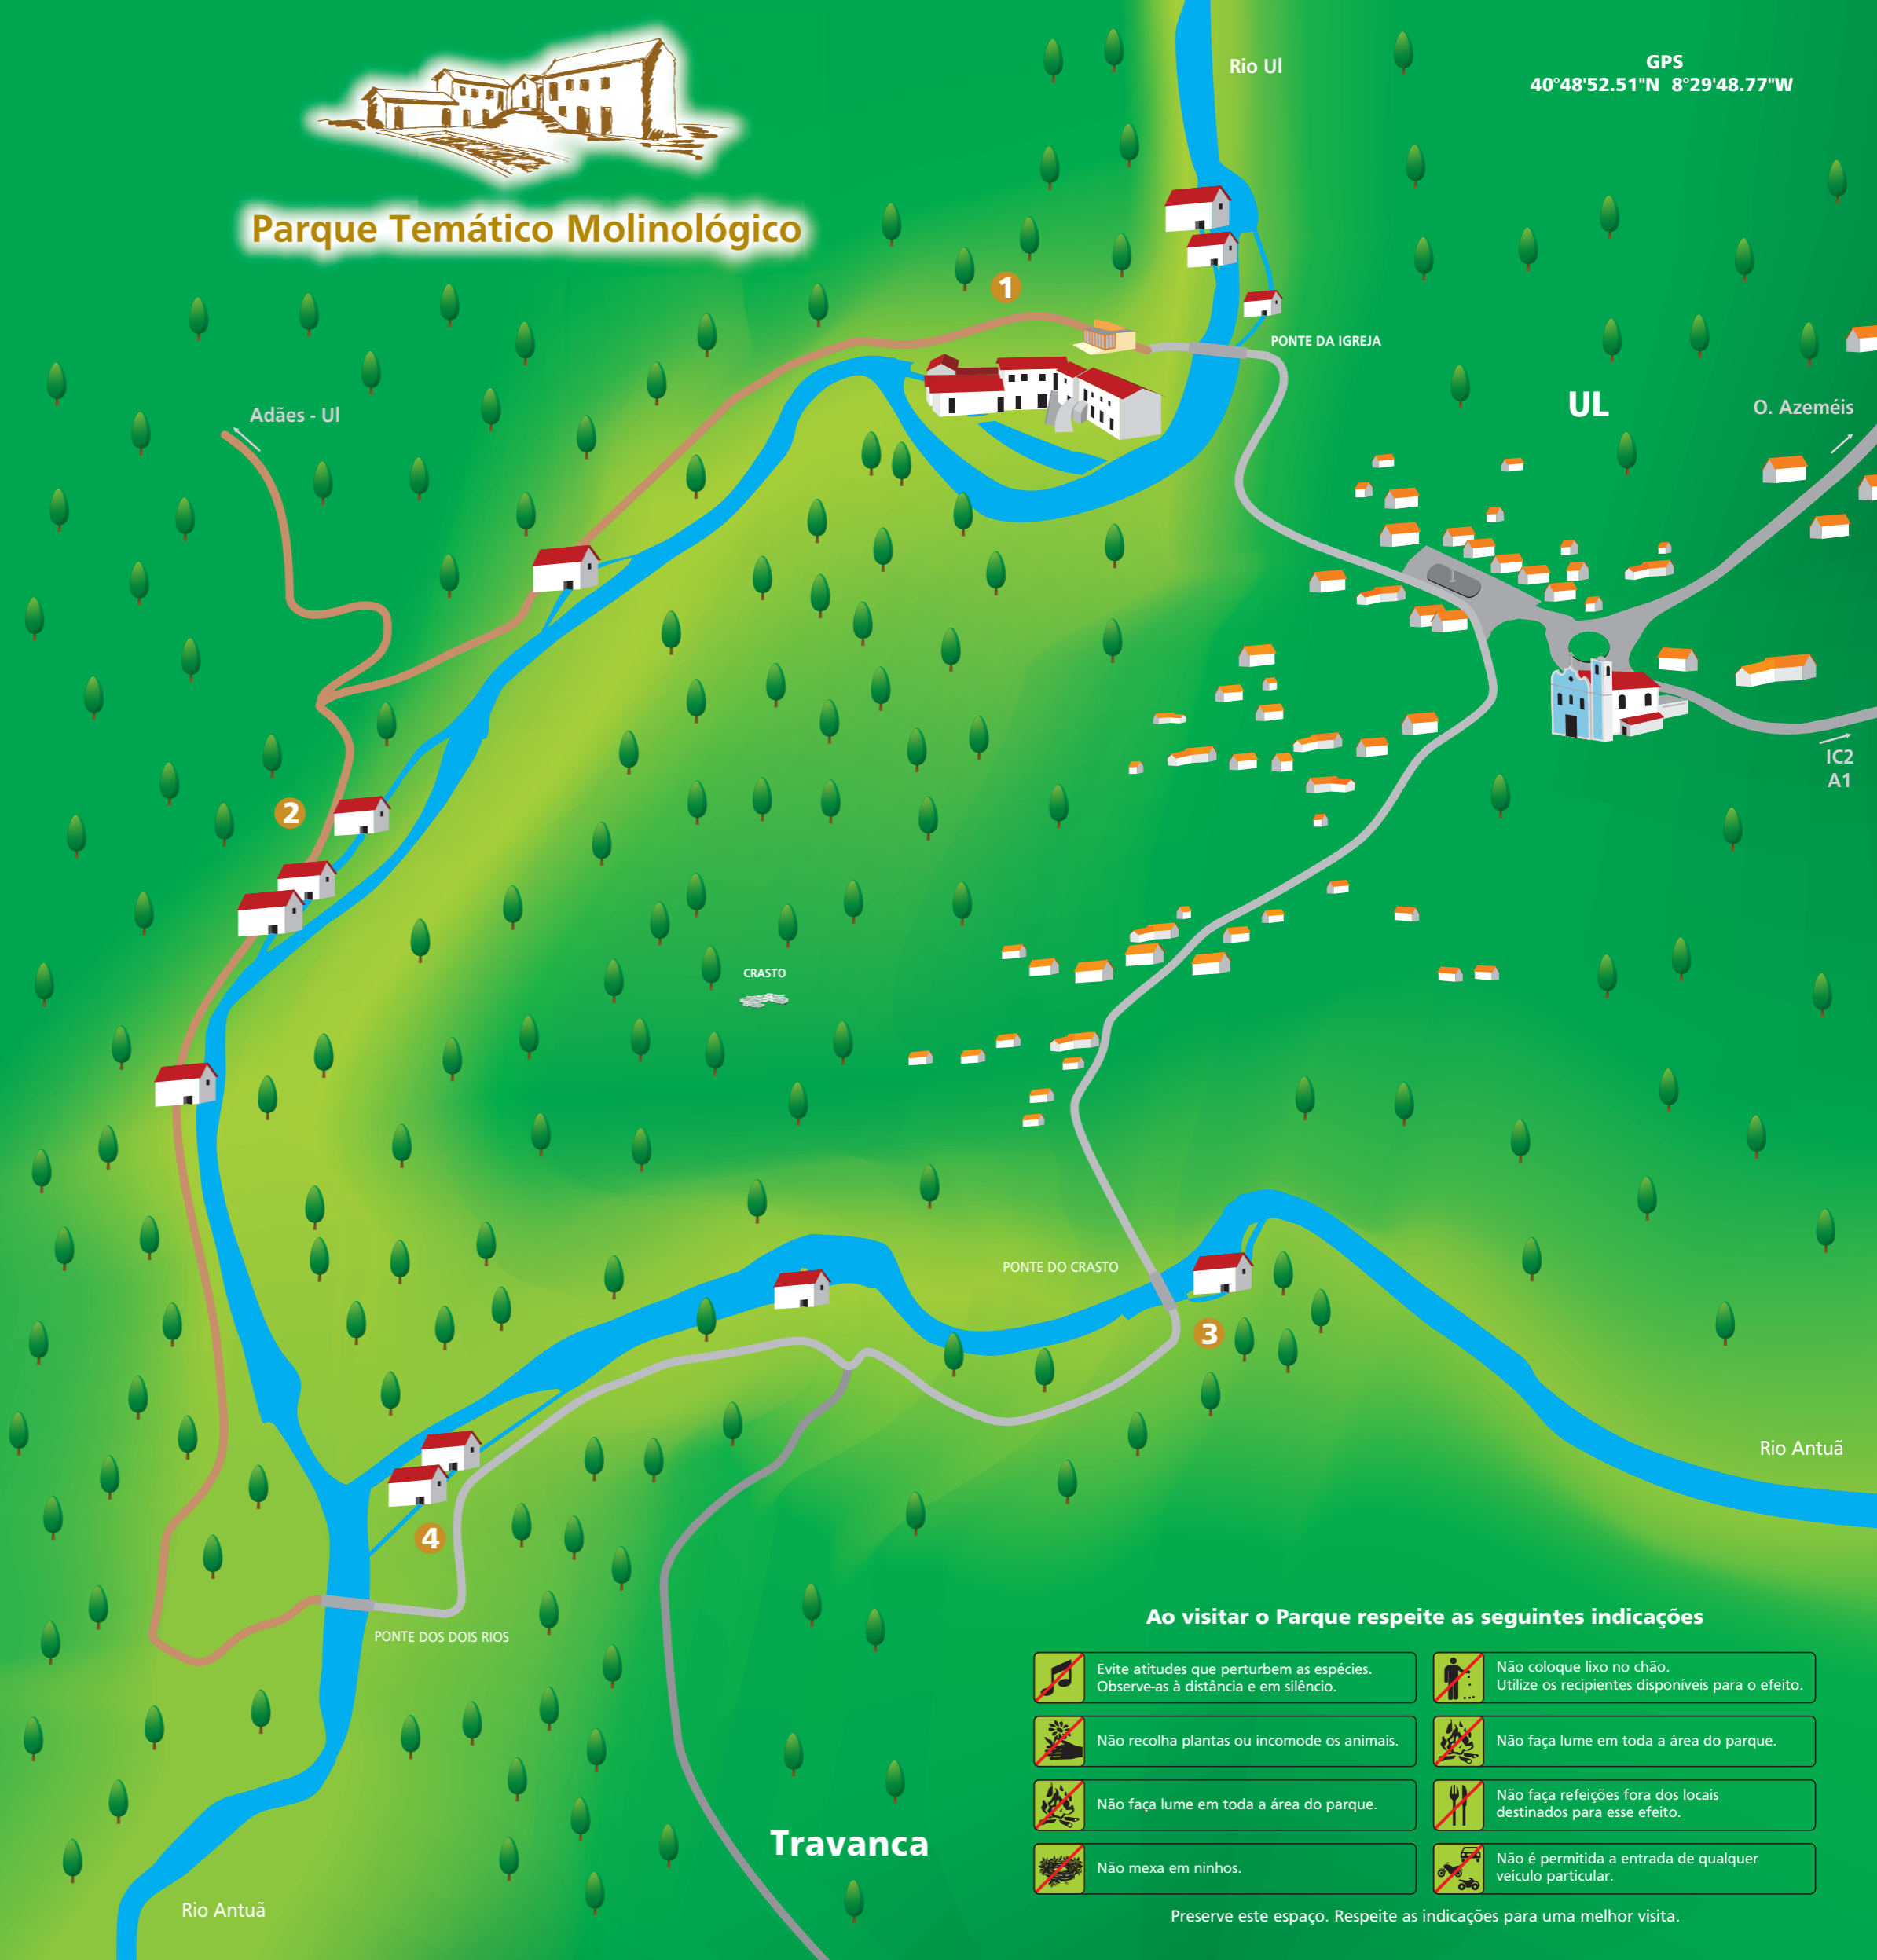 Rio Ul
GPS
40°48'52.51"N 8°29'48.77"W
Parque Temático Molinológico
1
PONTE DA IGREJA
UL
O. Azeméis
Adães - Ul
IC2
A1
2
CRASTO
PONTE DO CRASTO
3
Rio Antuã
4
PONTE DOS DOIS RIOS
Travanca
Rio Antuã
Ao visitar o Parque respeite as seguintes indicações
Evite atitudes que perturbem as espécies.
Observe-as à distância e em silêncio.
Não coloque lixo no chão.
Utilize os recipientes disponíveis para o efeito.
Não recolha plantas ou incomode os animais.
Não faça lume em toda a área do parque.
Não faça lume em toda a área do parque.
Não faça refeições fora dos locais
destinados para esse efeito.
Não mexa em ninhos.
Não é permitida a entrada de qualquer
veículo particular.
Preserve este espaço. Respeite as indicações para uma melhor visita.